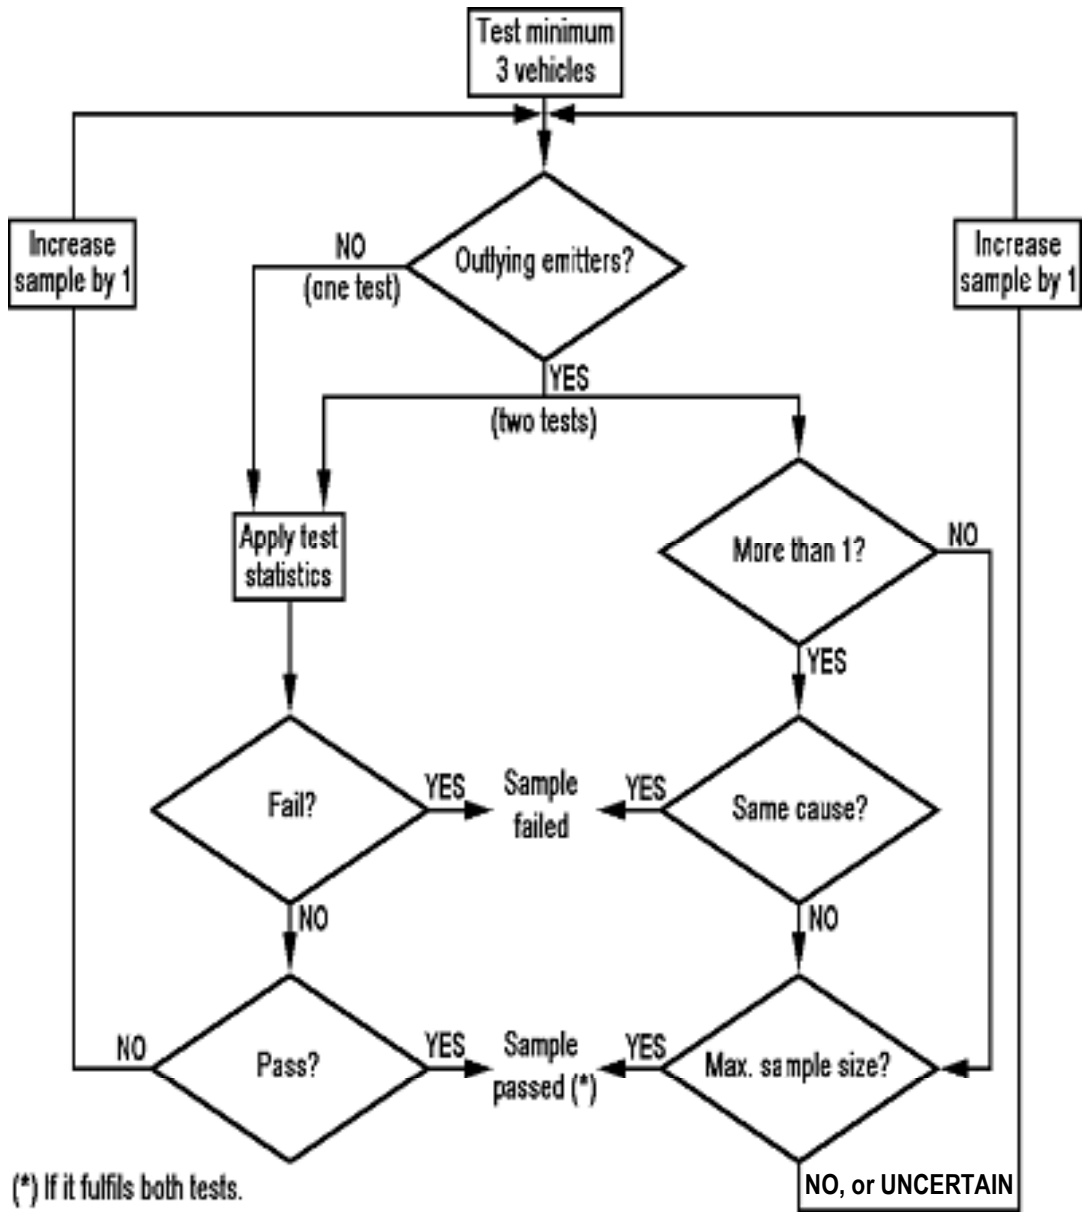 Test minimum
3 vehicles
Increase
sample by 1
NO
(one test)
Outlying emitters?
Increase
sample by 1
YES
(two tests)
Apply test
statistics
More than 1?
NO
YES
Fail?
YES
Sample
failed
YES
Same cause?
NO
NO
NO
Pass?
YES
Sample
passed (*)
YES
Max. sample size?
(*) If it fulfils both tests.
NO, or UNCERTAIN